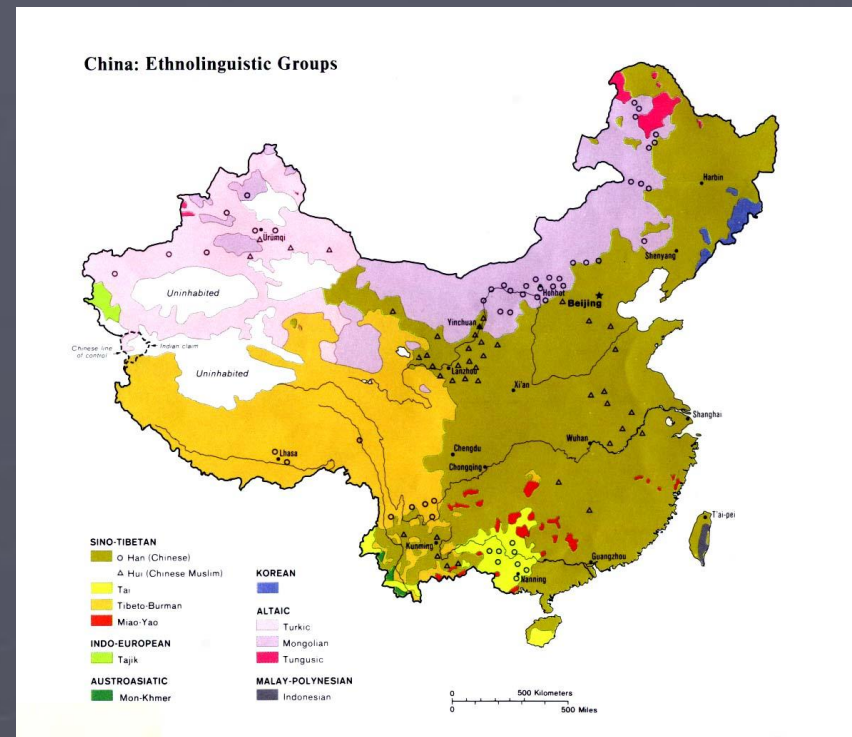 China: Ethnolinguistic Groups
Harbin
Ürümqi
Shenyang
Uninhabited
Hohhot
Beijing
Yinchuan
Chinese line
of control
Indian claim
Uninhabited
Lanzhou
Xi'an
Shanghai
Wuhan
Lhasa
Chengdu
Chongqing
T'ai-pei
Kunming
Guangzhou
Nanning
SINO-TIBETAN
Han (Chinese)
Hui (Chinese Muslim)
Tai
Tibeto-Burman
Miao-Yao
INDO-EUROPEAN
Tajik
AUSTROASIATIC
Mon-Khmer
KOREAN
ALTAIC
Turkic
Mongolian
Tungusic
MALAY-POLYNESIAN
Indonesian
0 500 Kilometers
0 500 Miles